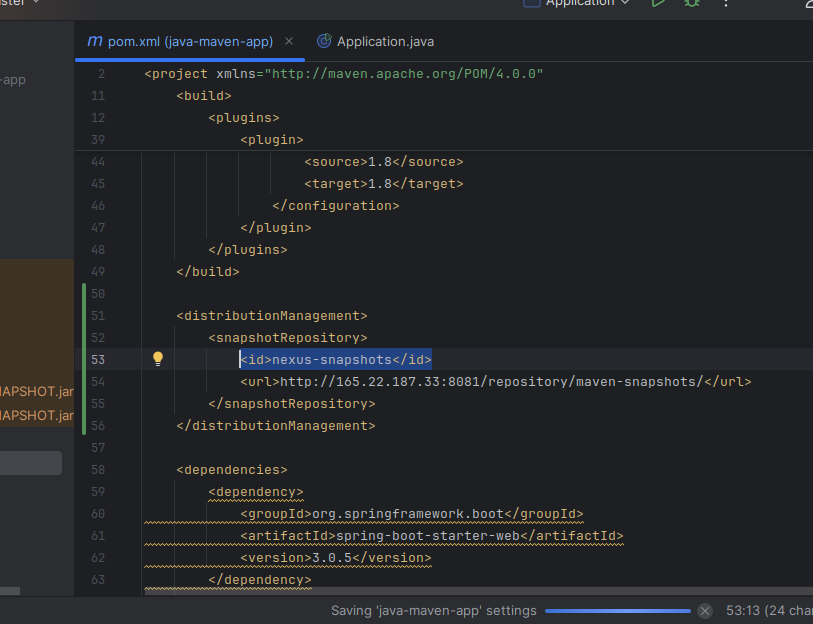 Application
m pom.xml (java-maven-app) ×
Application.java
-app
2 <project xmlns="http://maven.apache.org/POM/4.0.0"
11 <build>
12 <plugins>
39 <plugin>
44 <source>1.8</source>
45 <target>1.8</target>
46 </configuration>
47 </plugin>
48 </plugins>
49 </build>
50
51 <distributionManagement>
52 <snapshotRepository>
53 <id>nexus-snapshots</id>
54 <url>http://165.22.187.33:8081/repository/maven-snapshots/</url>
55 </snapshotRepository>
56 </distributionManagement>
57
58 <dependencies>
59 <dependency>
60 <groupId>org.springframework.boot</groupId>
61 <artifactId>spring-boot-starter-web</artifactId>
62 <version>3.0.5</version>
63 </dependency>
NAPSHOT.jar
NAPSHOT.jar
Saving 'java-maven-app' settings
53:13 (24 char